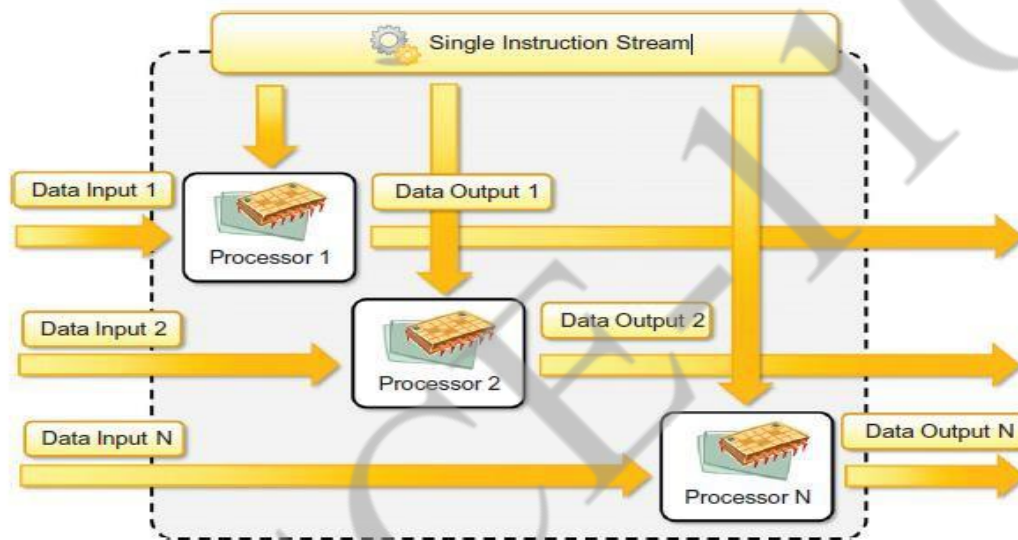 Single Instruction Stream
Data Input 1
Data Output 1
Processor 1
Data Input 2
Data Output 2
Processor 2
Data Input N
Data Output N
Processor N